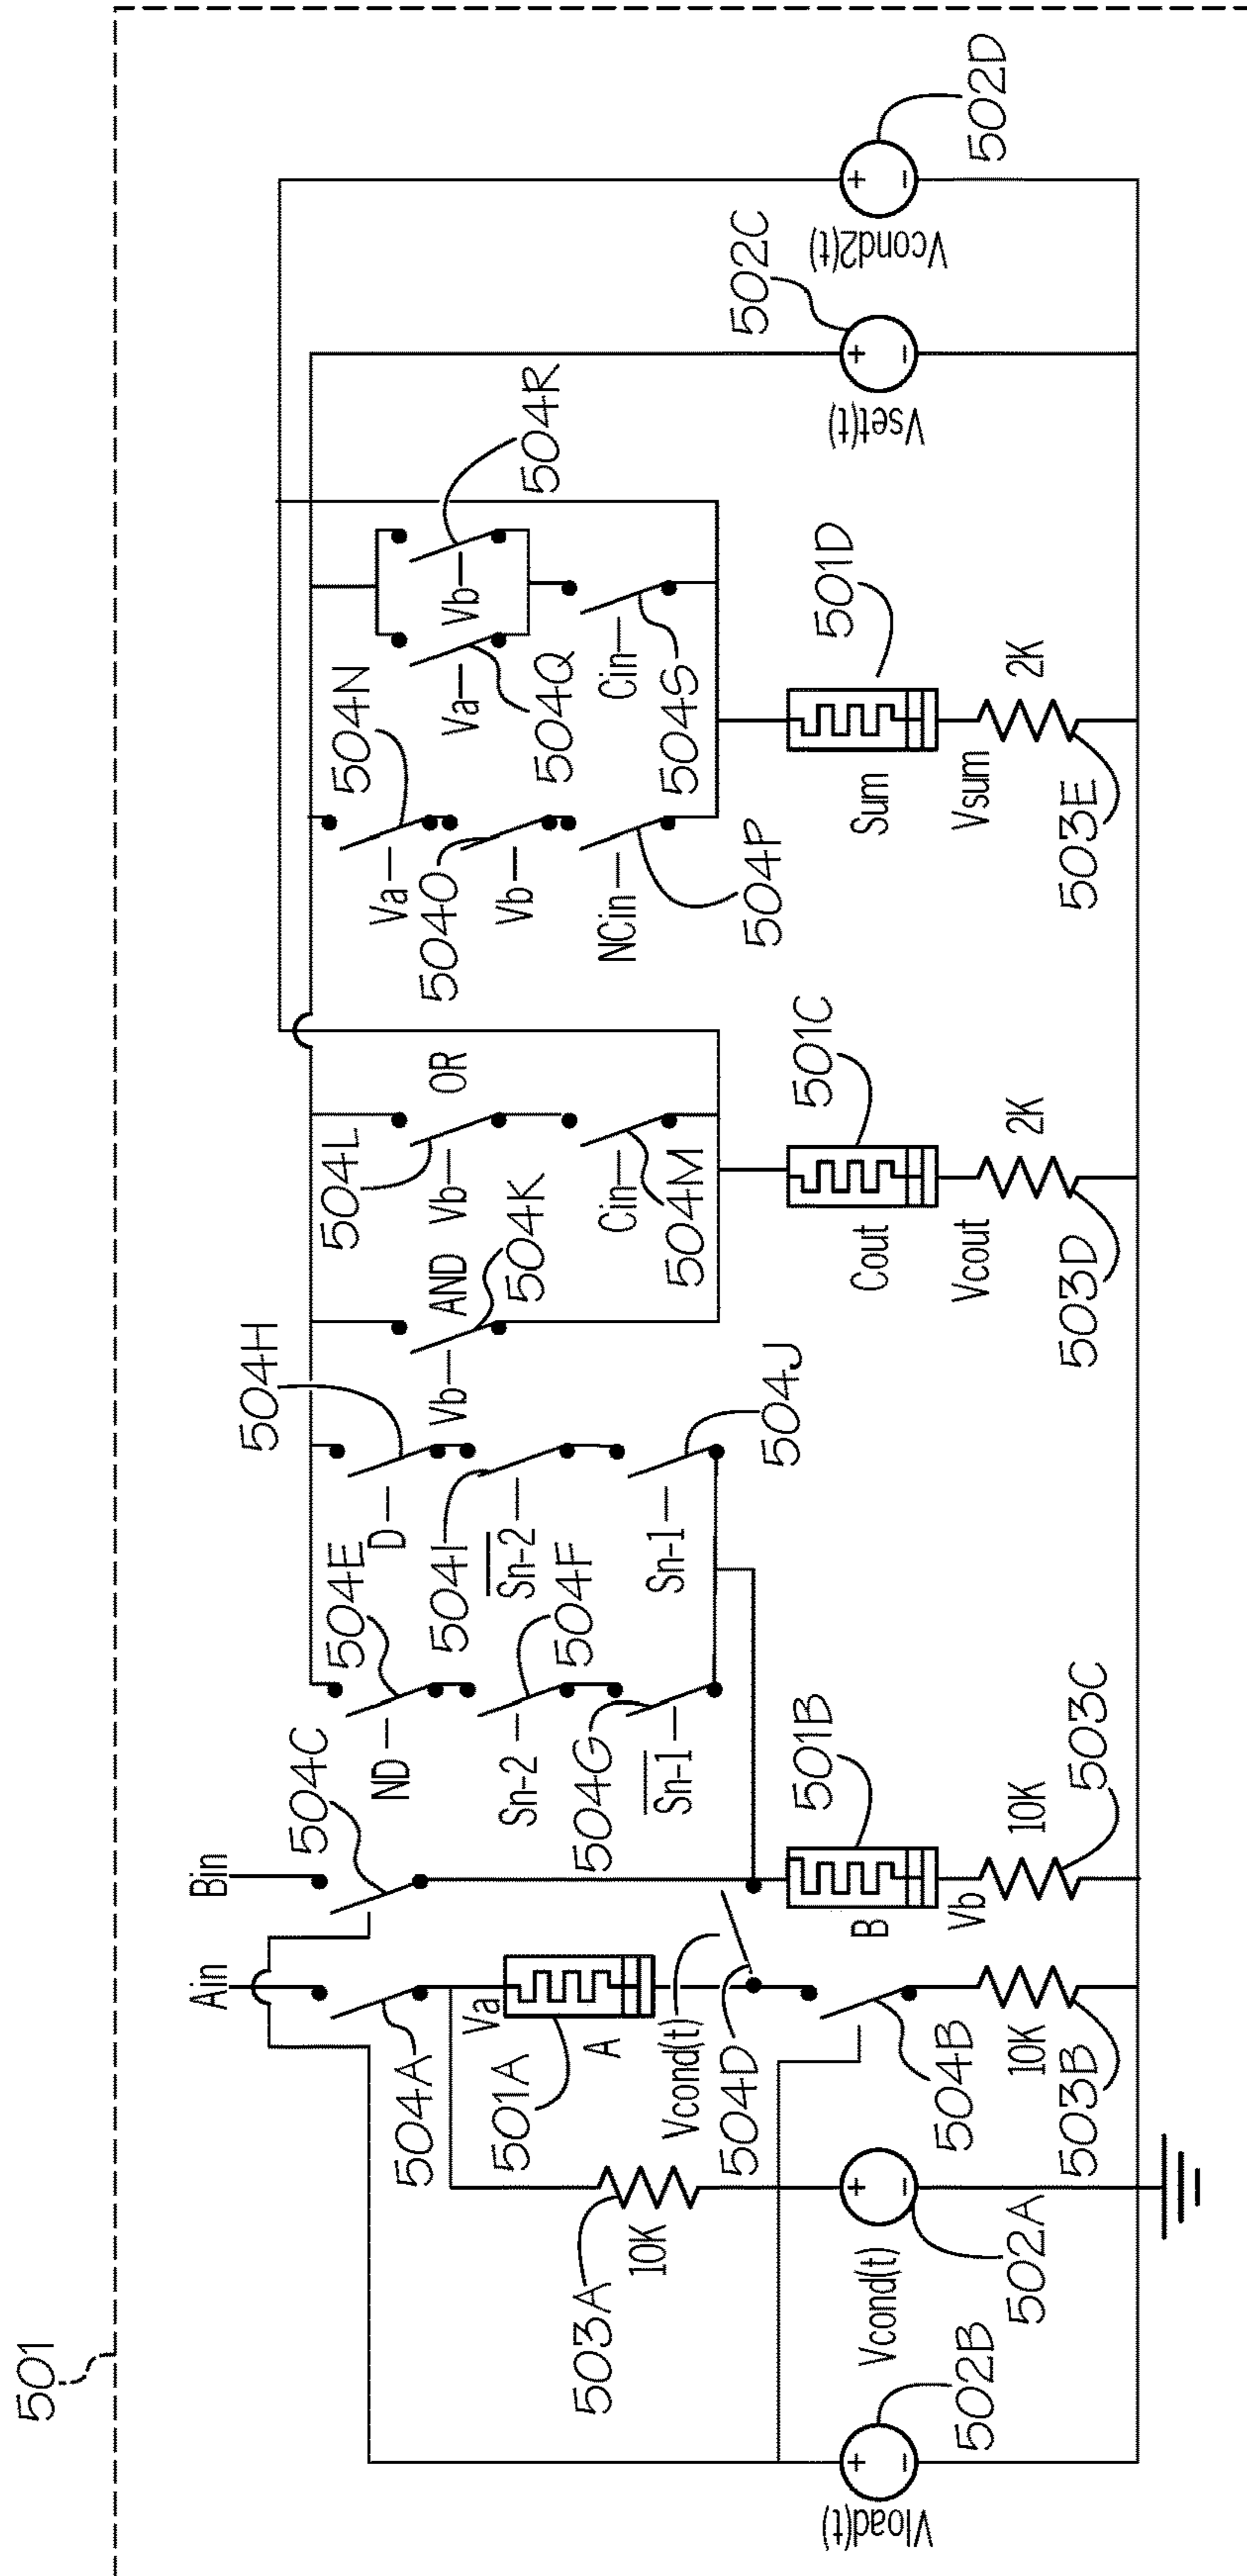 501
Ain
Bin
504C
504E
504H
504L
504N
504R
ND
D
504I
Vb
AND
504K
Vb
OR
Va
504O
Vb
Va
504Q
Vb
504A
Va
501A
A
Sn-2
504F
Sn-2
504G
Sn-1
Sn-1
504J
Cin
504M
NCin
504P
Cin
504S
Vcond(t)
504D
503A
10K
501B
B
Vb
501C
Cout
Vcout
501D
Sum
Vsum
502C
Vset(t)
502D
Vcond2(t)
Vload(t)
502B
Vcond(t)
502A
504B
10K
503B
10K
503C
2K
503D
2K
503E